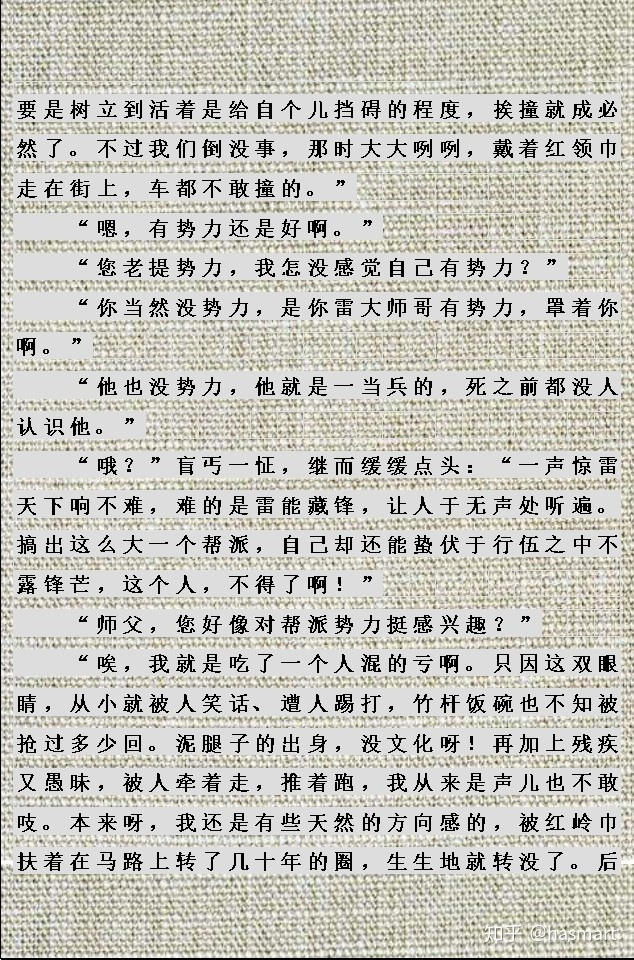 要是树立到活着是给自个儿挡碍的程度，挨撞就成必
然了。不过我们倒没事，那时大大咧咧，戴着红领巾
走在街上，车都不敢撞的。”
“嗯，有势力还是好啊。”
“您老提势力，我怎没感觉自己有势力？”
“你当然没势力，是你雷大师哥有势力，罩着你
啊。”
“他也没势力，他就是一当兵的，死之前都没人
认识他。”
“哦？”盲丐一怔，继而缓缓点头：“一声惊雷
天下响不难，难的是雷能藏锋，让人于无声处听遍。
搞出这么大一个帮派，自己却还能蛰伏于行伍之中不
露锋芒，这个人，不得了啊！”
“师父，您好像对帮派势力挺感兴趣？”
“唉，我就是吃了一个人混的亏啊。只因这双眼
睛，从小就被人笑话、遭人踢打，竹杆饭碗也不知被
抢过多少回。泥腿子的出身，没文化呀！再加上残疾
又愚昧，被人牵着走，推着跑，我从来是声儿也不敢
吱。本来呀，我还是有些天然的方向感的，被红岭巾
扶着在马路上转了几十年的圈，生生地就转没了。后
知乎 @hasmart